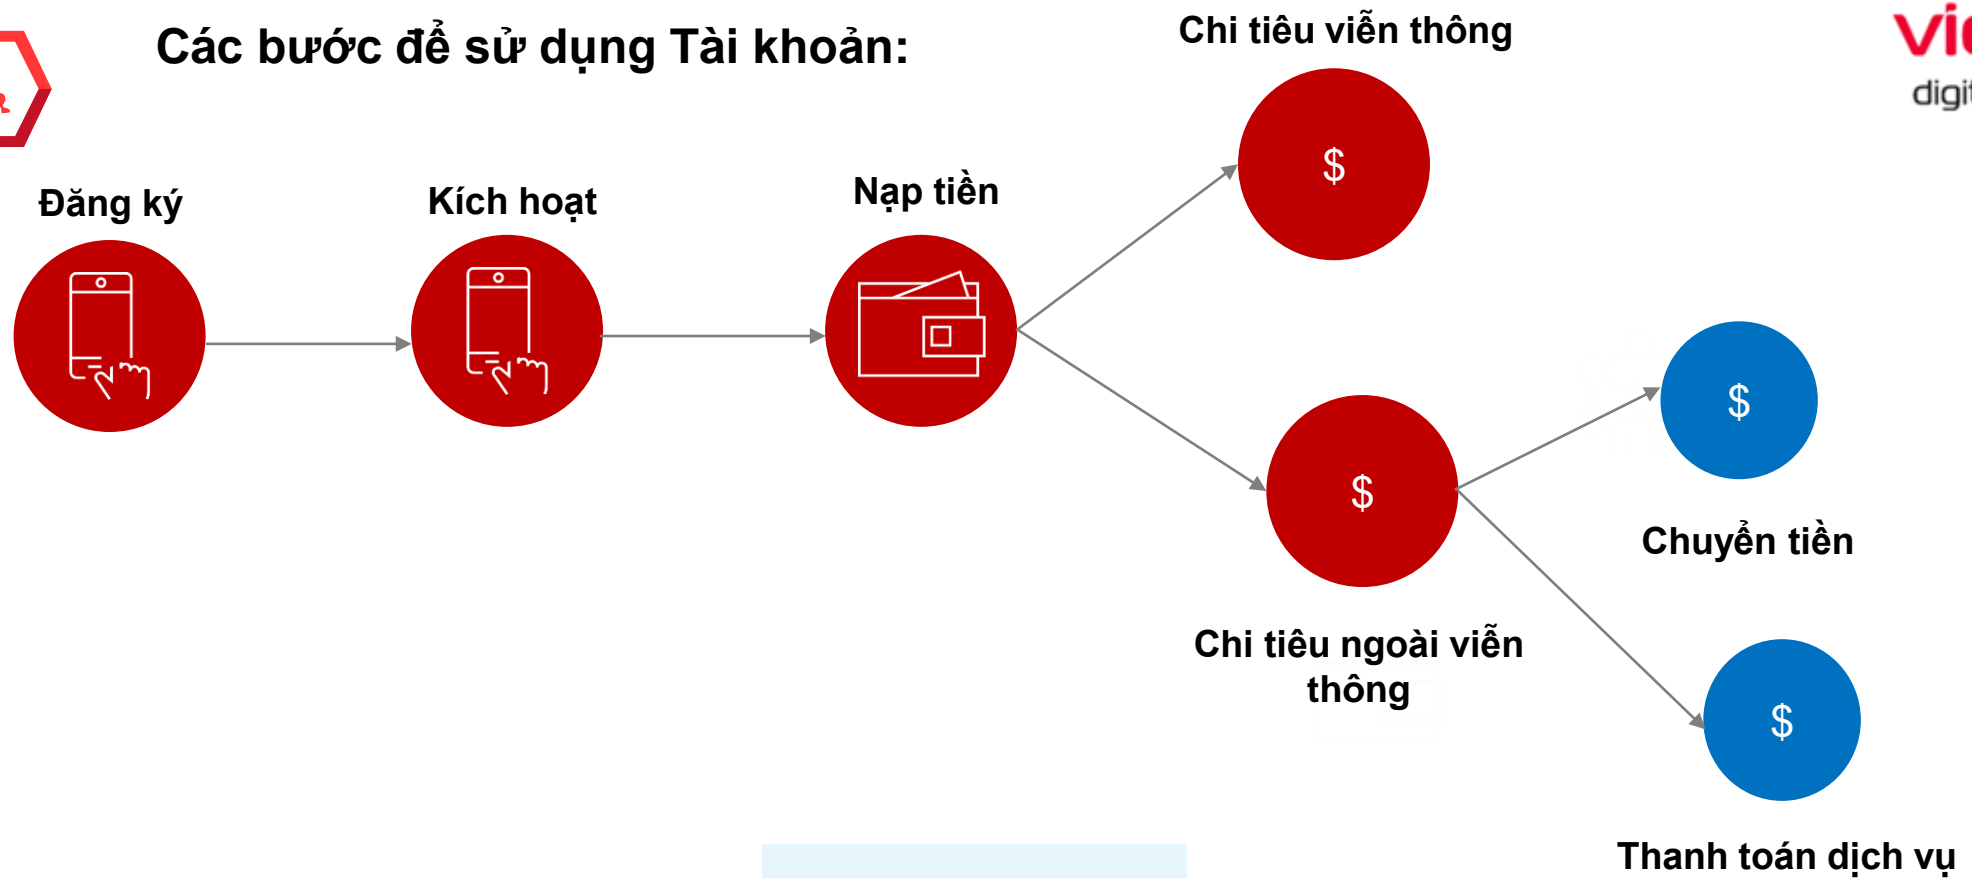 Các bước để sử dụng Tài khoản:
Chi tiêu viễn thông
$
Đăng ký
Kích hoạt
Nạp tiền
$
Chuyển tiền
$
Chi tiêu ngoài viễn
thông
$
Thanh toán dịch vụ